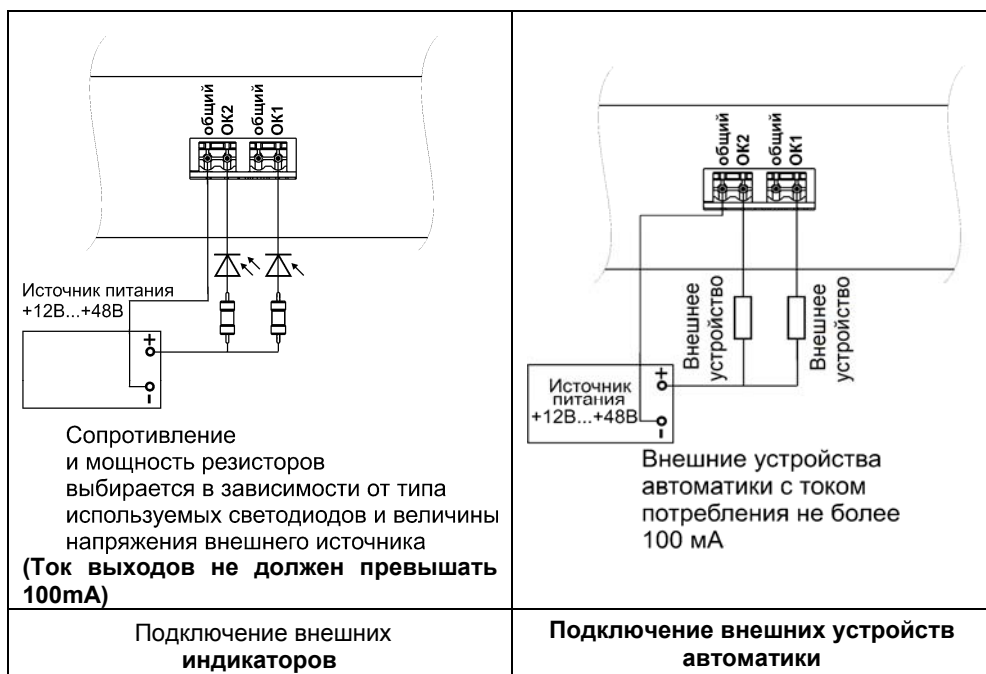 общий
ОК2
общий
ОК1
Источник питания
+12В...+48В
+
-
Сопротивление
и мощность резисторов
выбирается в зависимости от типа
используемых светодиодов и величины
напряжения внешнего источника
(Ток выходов не должен превышать
100mA)
Подключение внешних
индикаторов
общий
ОК2
общий
ОК1
Внешнее
устройство
Внешнее
устройство
Источник
питания
+12В...+48В
+
-
Внешние устройства
автоматики с током
потребления не более
100 мА
Подключение внешних устройств
автоматики